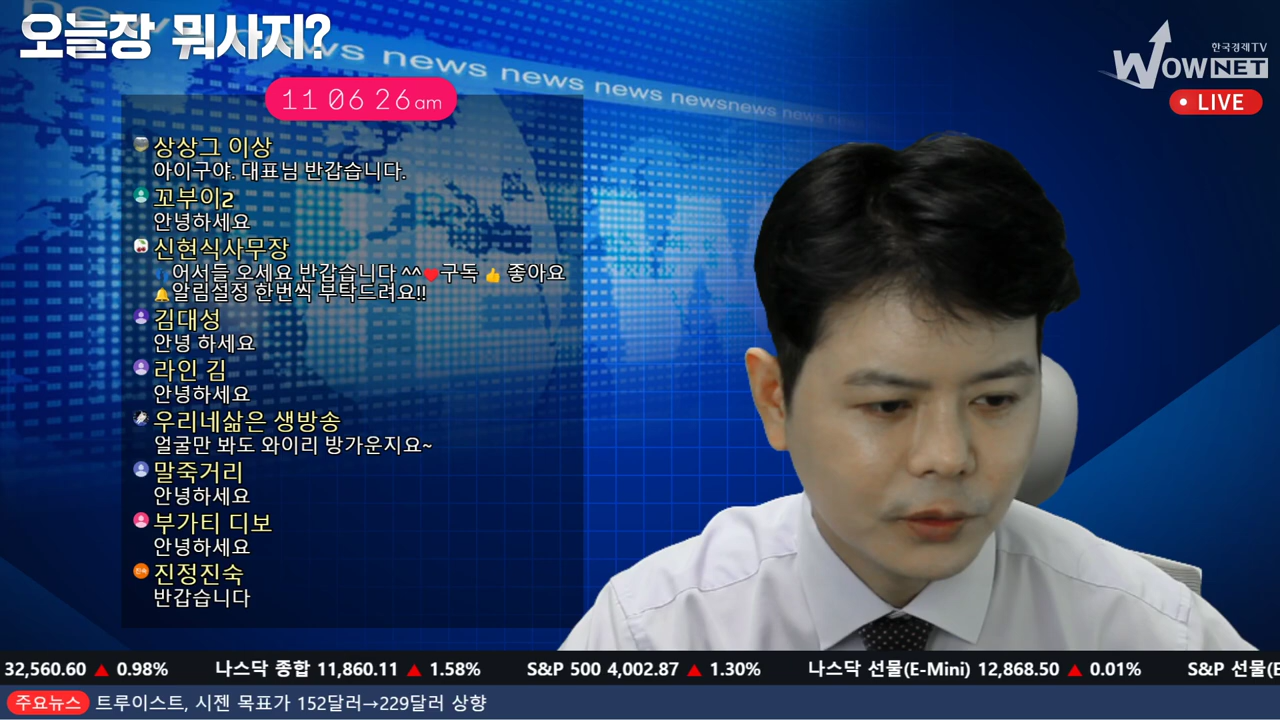 오늘장 뭐사지?
news news news news news newsnews news news
한국경제TV
WOWNET
LIVE
11 06 26am
상상그 이상
아이구야. 대표님 반갑습니다.
꼬부이2
안녕하세요
신현식사무장
어서들 오세요 반갑습니다 ^^❤️구독 👍 좋아요
🔔알림설정 한번씩 부탁드려요!!
김대성
안녕 하세요
라인 김
안녕하세요
우리네삶은 생방송
얼굴만 봐도 와이리 방가운지요~
말죽거리
안녕하세요
부가티 디보
안녕하세요
진정진숙
반갑습니다
32,560.60 ▲ 0.98% 나스닥 종합 11,860.11 ▲ 1.58% S&P 500 4,002.87 ▲ 1.30% 나스닥 선물(E-Mini) 12,868.50 ▲ 0.01% S&P 선물(E
주요뉴스 트루이스트, 시젠 목표가 152달러→229달러 상향